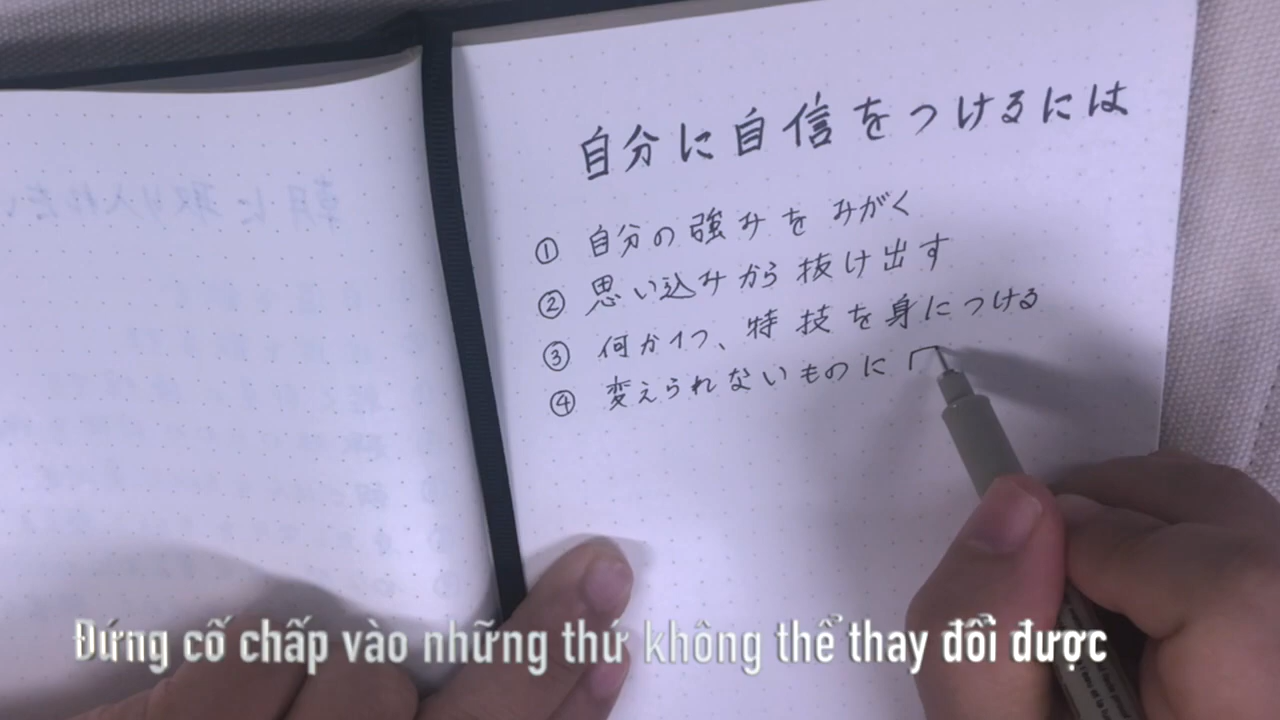 自分に自信をつけるには
① 自分の強みをみがく
② 思い込みから抜け出す
③ 何か1つ、特技を身につける
④ 変えられないものに
Đứng cố chấp vào những thứ không thể thay đổi được